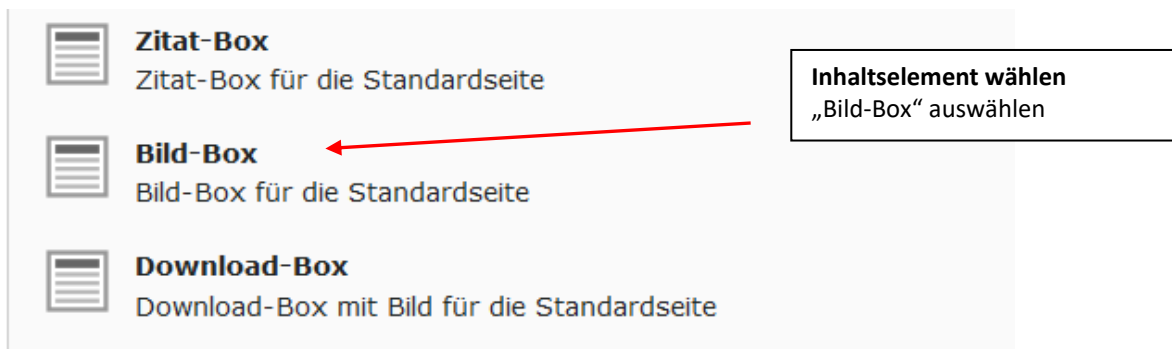 Zitat-Box
Zitat-Box für die Standardseite
Inhaltselement wählen
„Bild-Box“ auswählen
Bild-Box
Bild-Box für die Standardseite
Download-Box
Download-Box mit Bild für die Standardseite